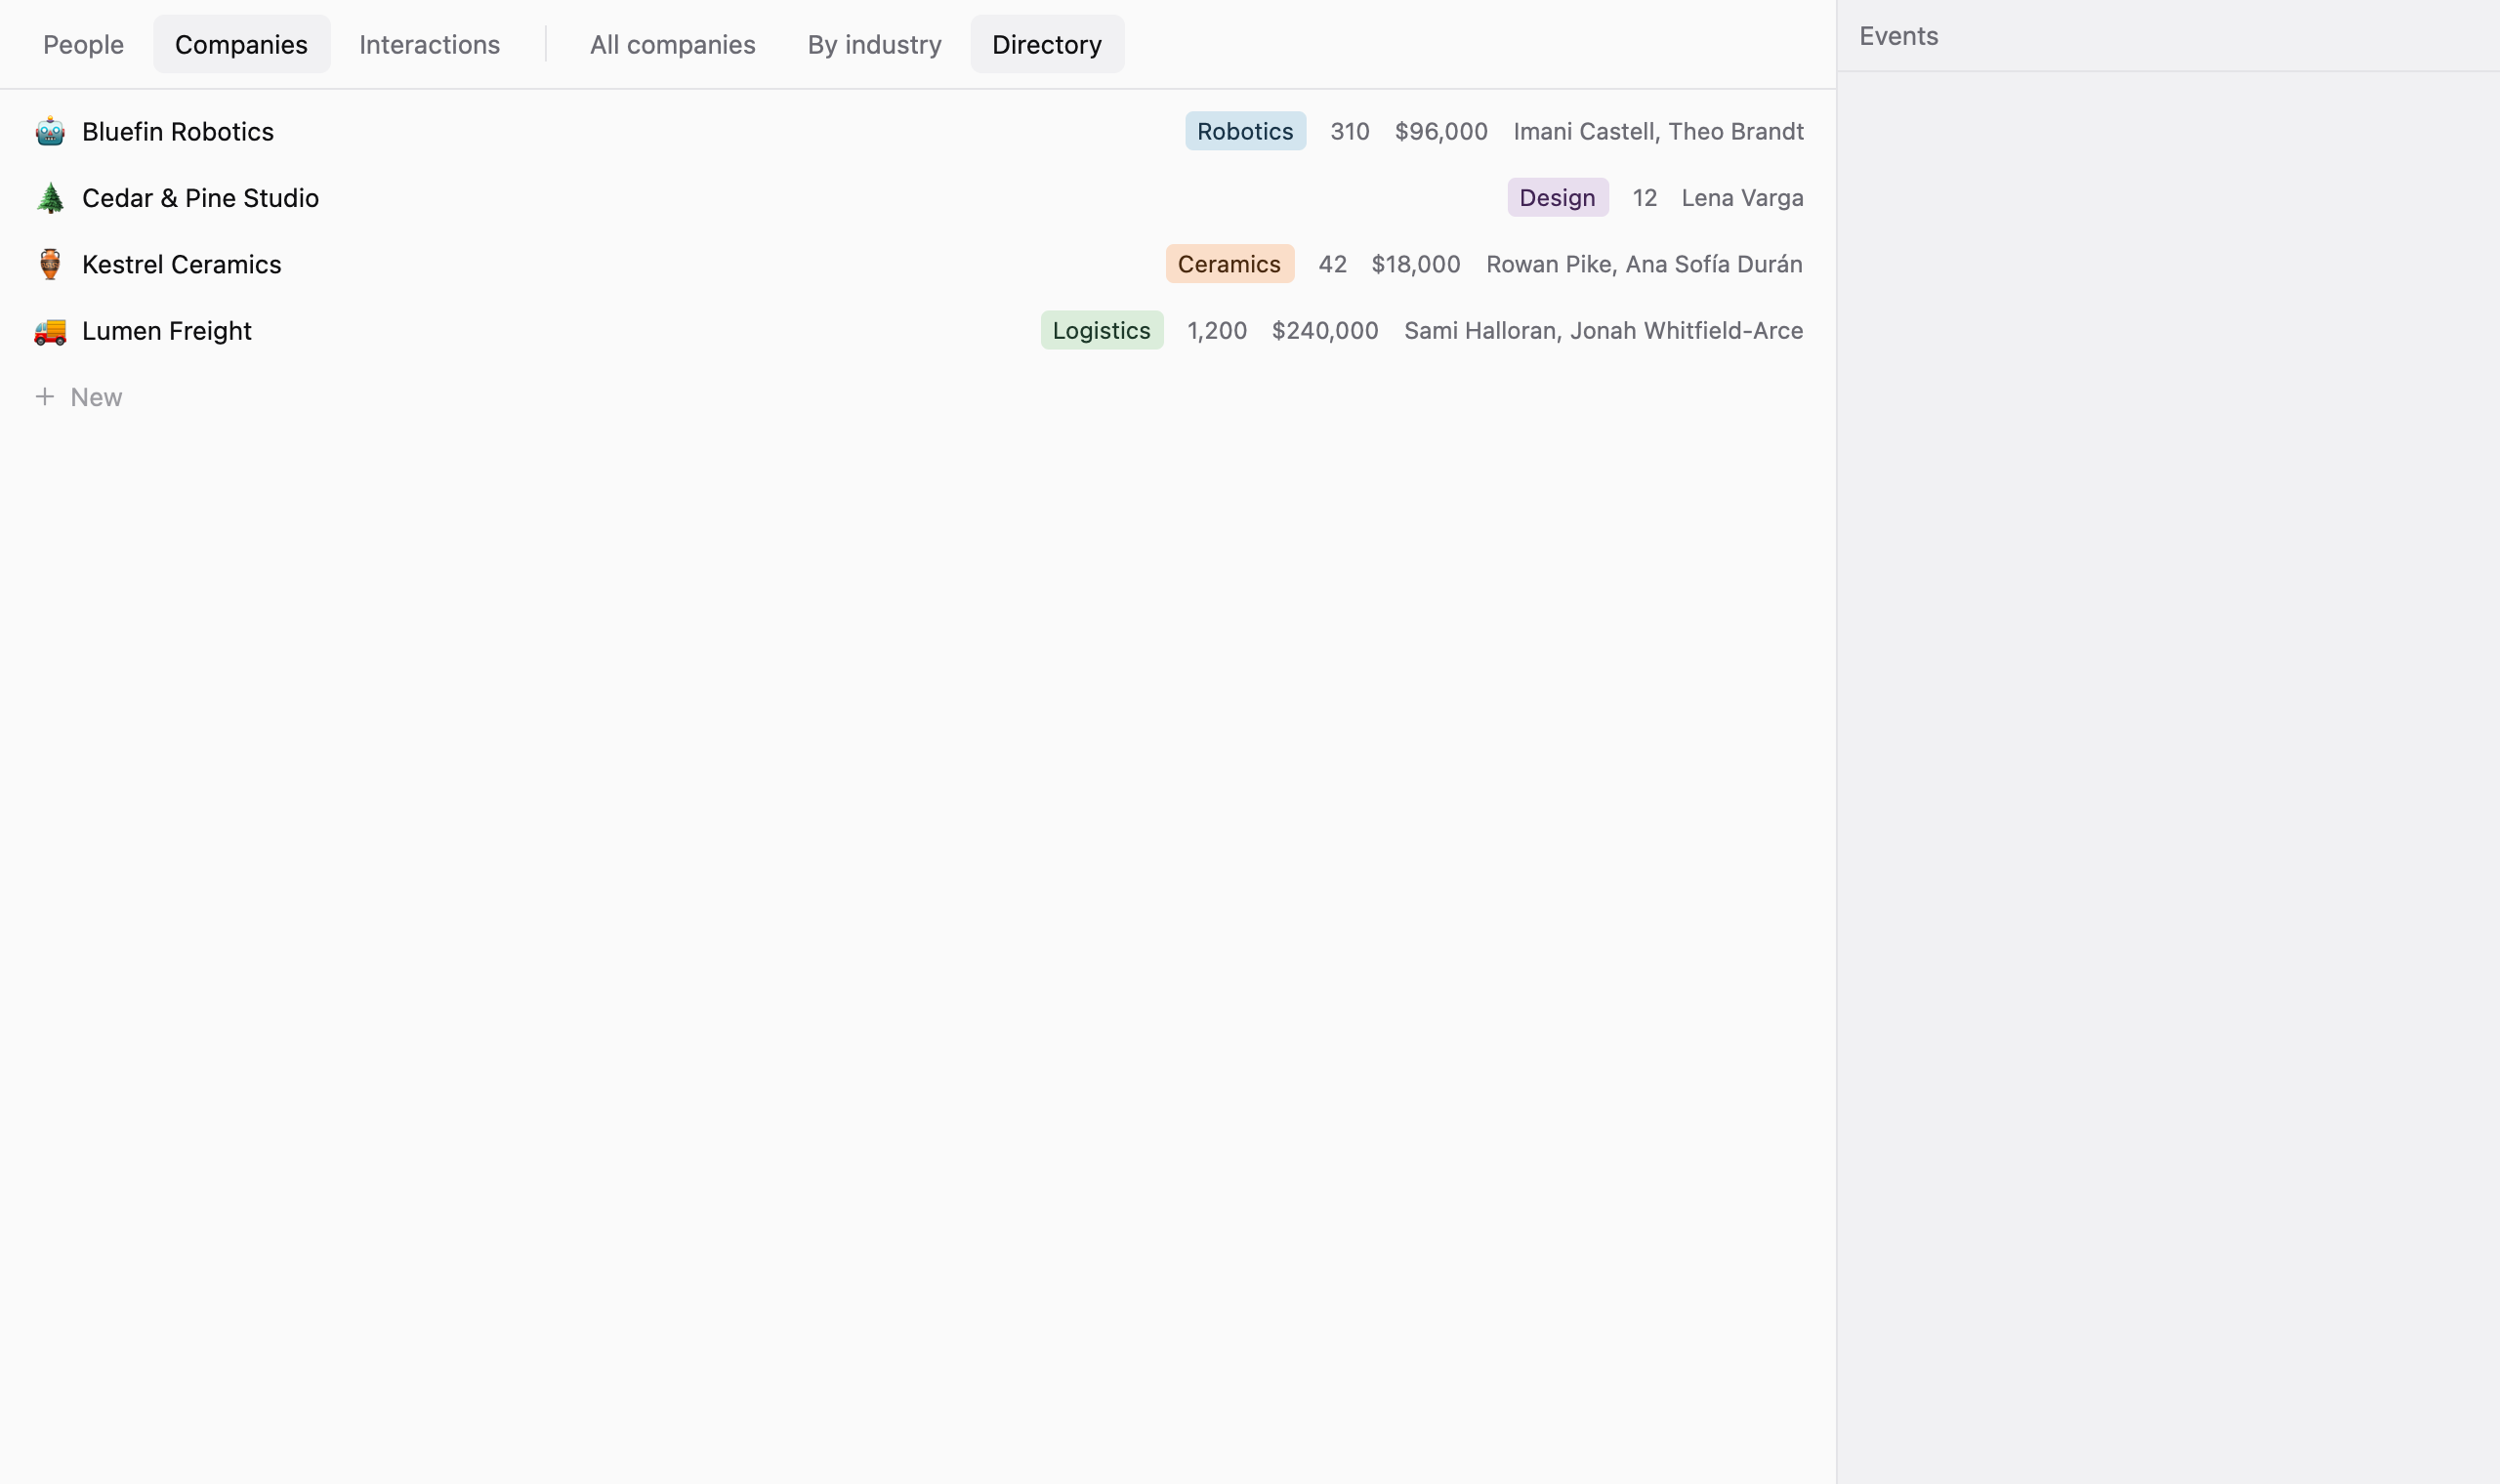 People Companies Interactions All companies By industry Directory
Events
Bluefin Robotics Robotics 310 $96,000 Imani Castell, Theo Brandt
Cedar & Pine Studio Design 12 Lena Varga
Kestrel Ceramics Ceramics 42 $18,000 Rowan Pike, Ana Sofía Durán
Lumen Freight Logistics 1,200 $240,000 Sami Halloran, Jonah Whitfield-Arce
+ New